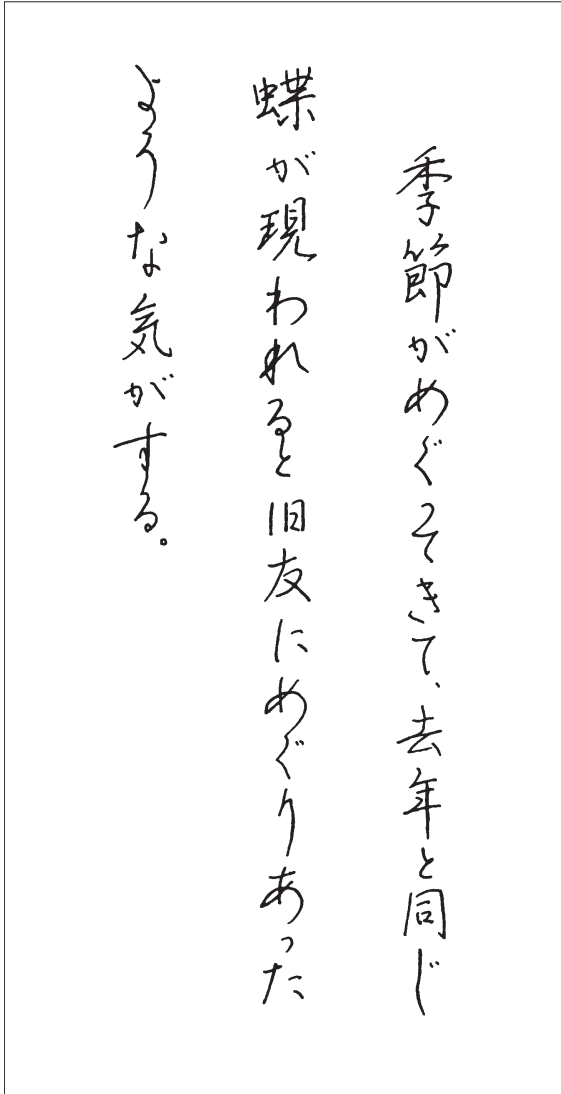 季節がめぐってきて、去年と同じ
蝶が現われると旧友にめぐりあった
ような気がする。